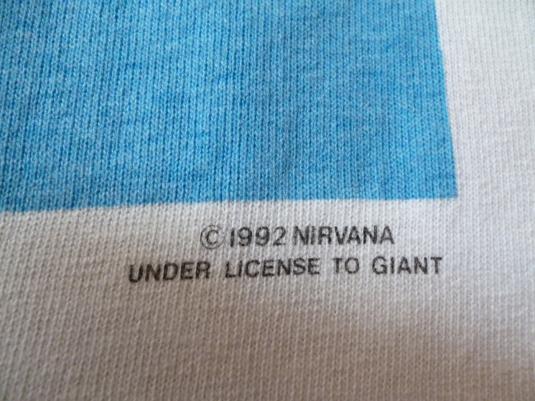 © 1992 NIRVANA
UNDER LICENSE TO GIANT